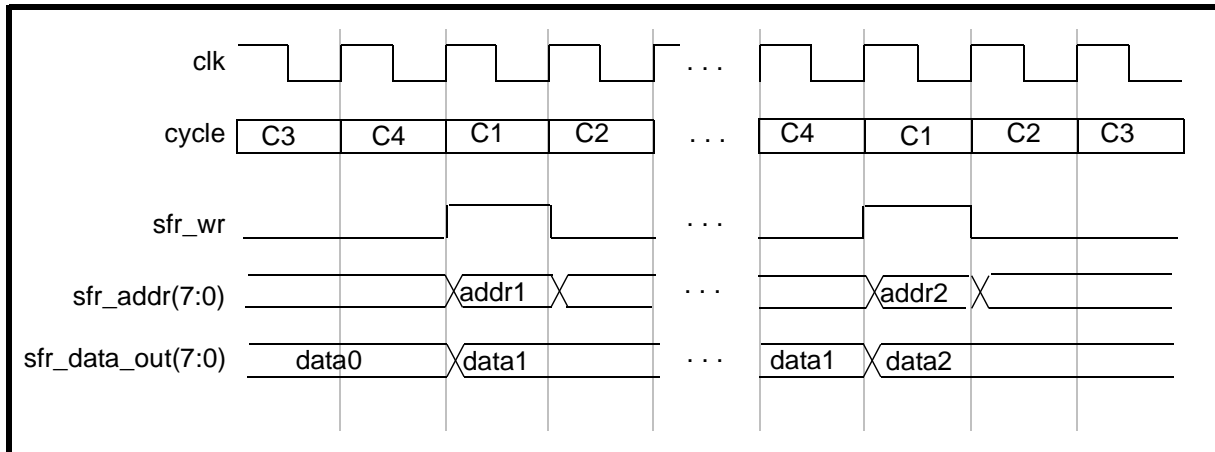 clk . . .
cycle C3 C4 C1 C2 . . . C4 C1 C2 C3
sfr_wr . . .
sfr_addr(7:0) addr1 . . . addr2
sfr_data_out(7:0) data0 data1 . . . data1 data2